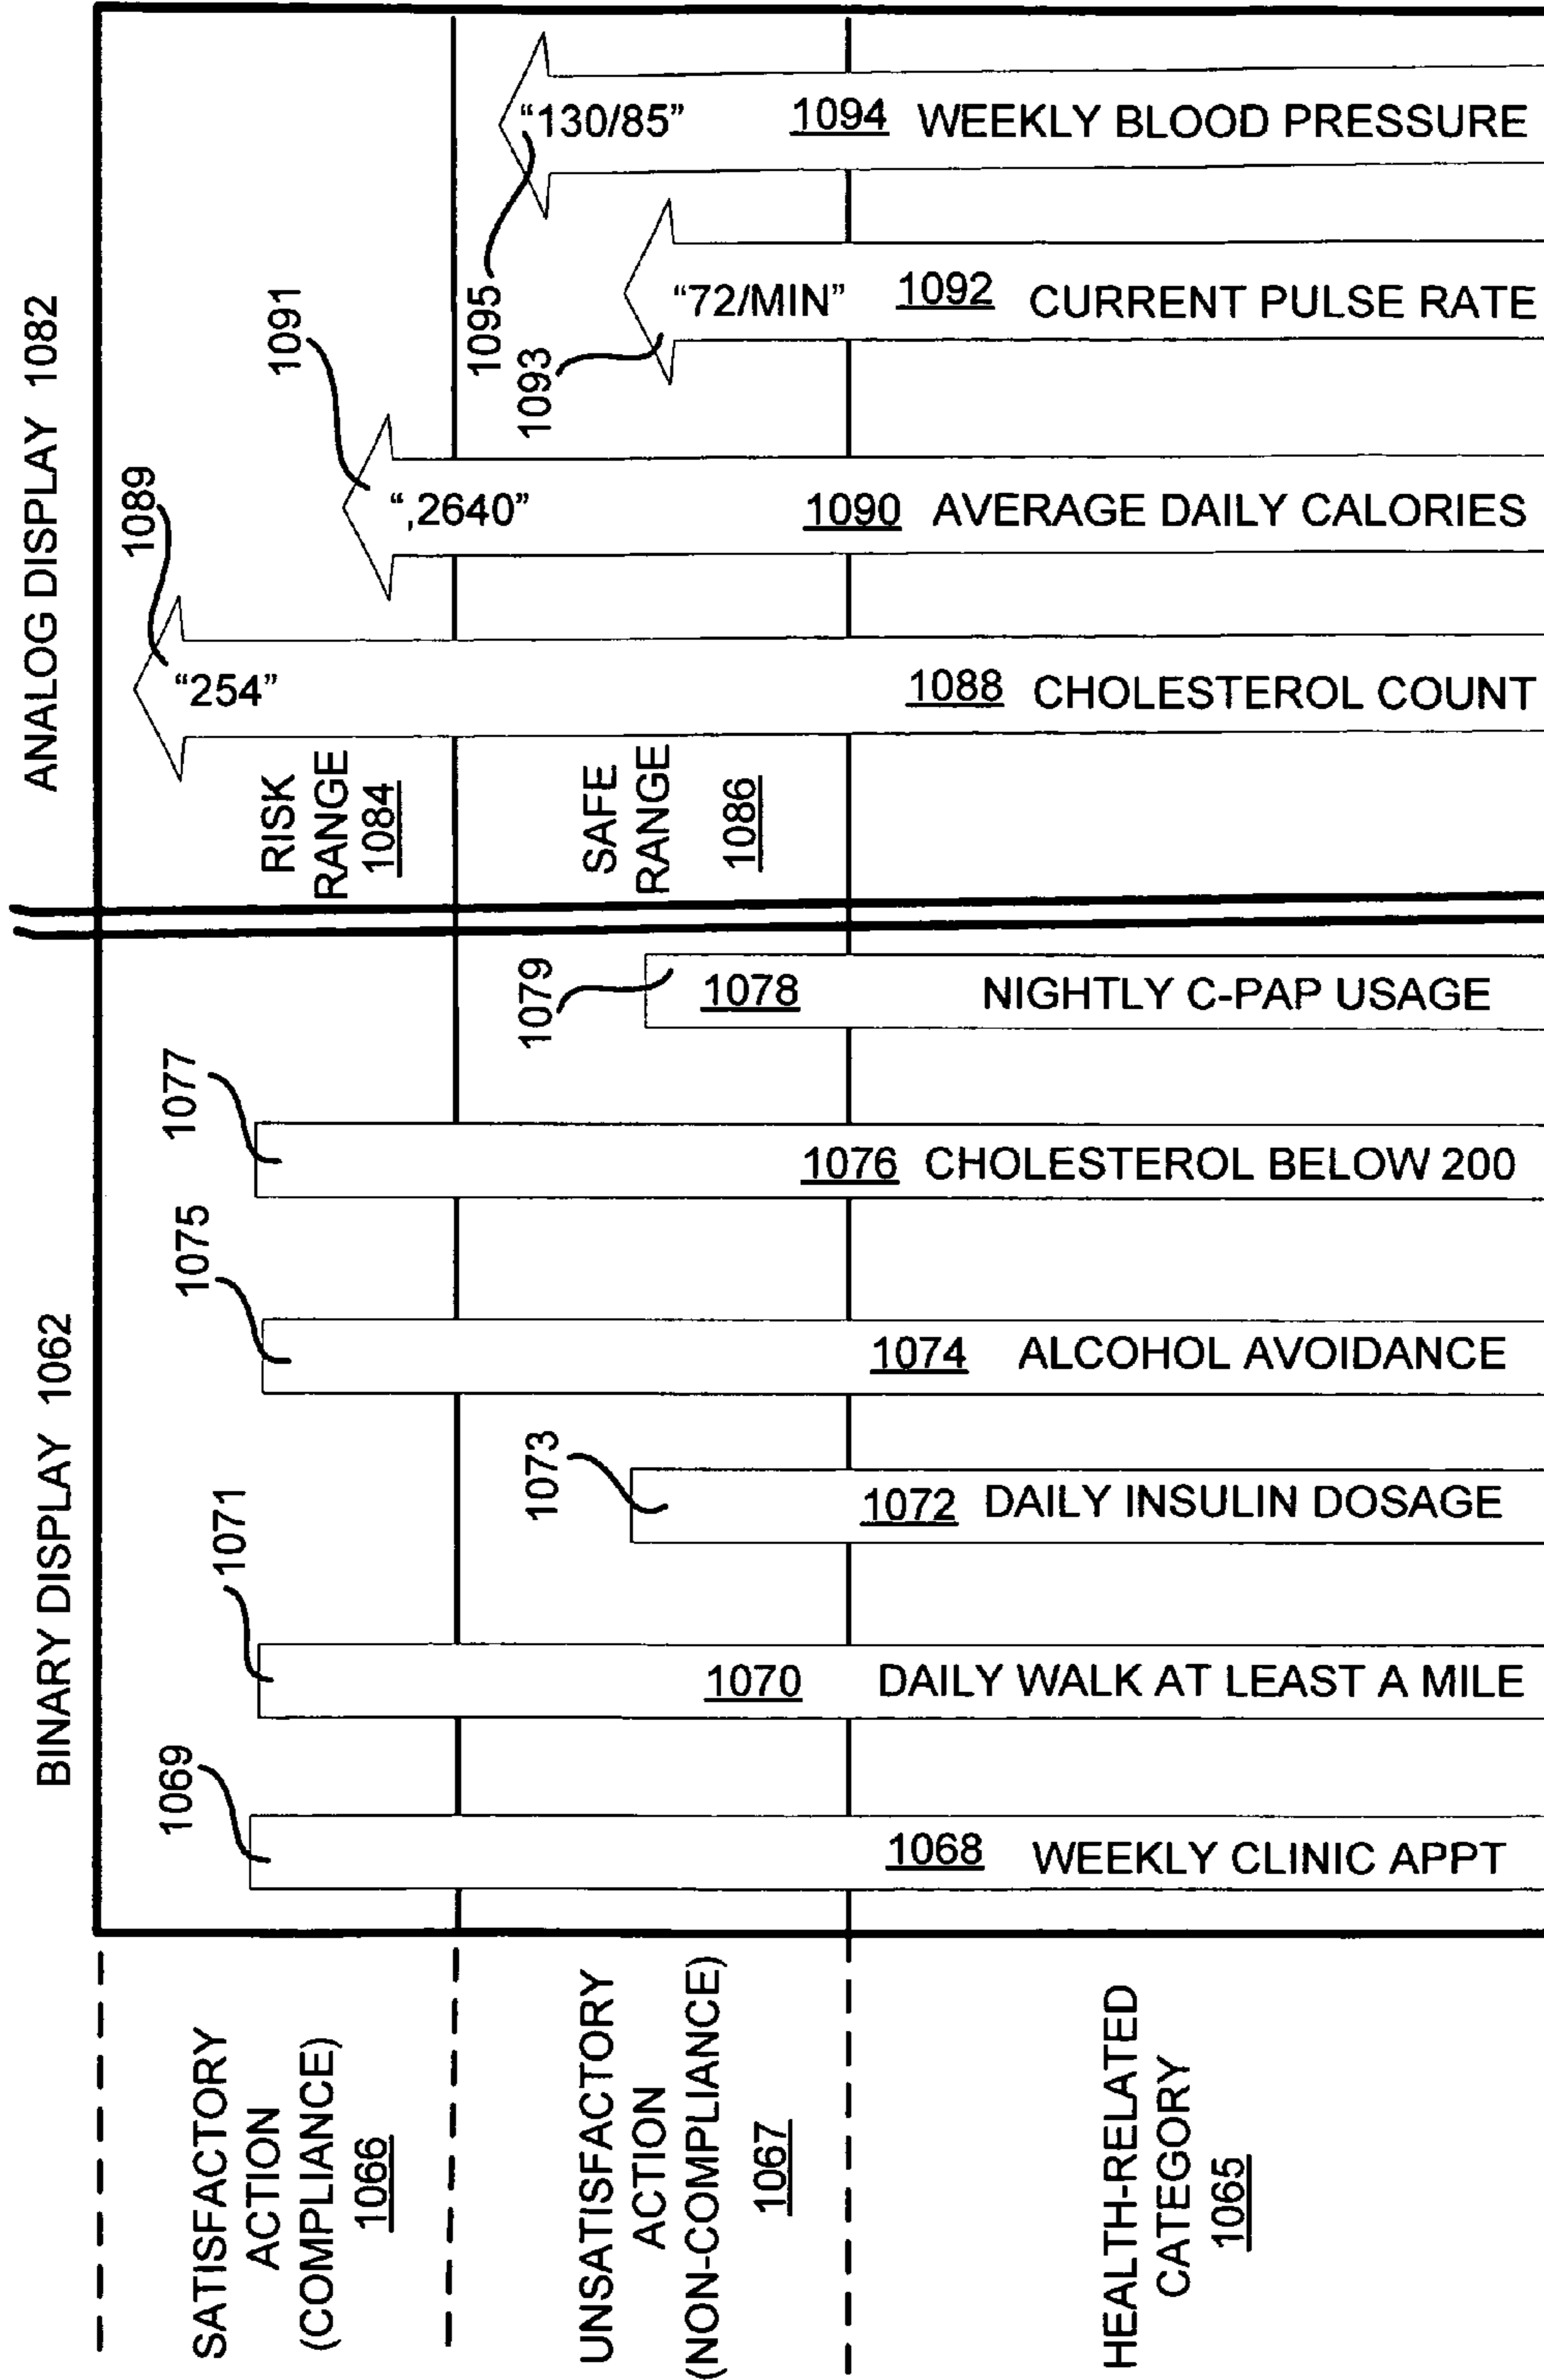 BINARY DISPLAY 1062
ANALOG DISPLAY 1082
SATISFACTORY
ACTION
(COMPLIANCE)
1066
UNSATISFACTORY
ACTION
(NON-COMPLIANCE)
1067
HEALTH-RELATED
CATEGORY
1065
1069
1068 WEEKLY CLINIC APPT
1071
1070 DAILY WALK AT LEAST A MILE
1073
1072 DAILY INSULIN DOSAGE
1075
1074 ALCOHOL AVOIDANCE
1077
1076 CHOLESTEROL BELOW 200
1079
1078 NIGHTLY C-PAP USAGE
RISK
RANGE
1084
SAFE
RANGE
1086
1089
“254”
1088 CHOLESTEROL COUNT
1091
“,2640”
1090 AVERAGE DAILY CALORIES
1093
“72/MIN”
1092 CURRENT PULSE RATE
1095
“130/85”
1094 WEEKLY BLOOD PRESSURE